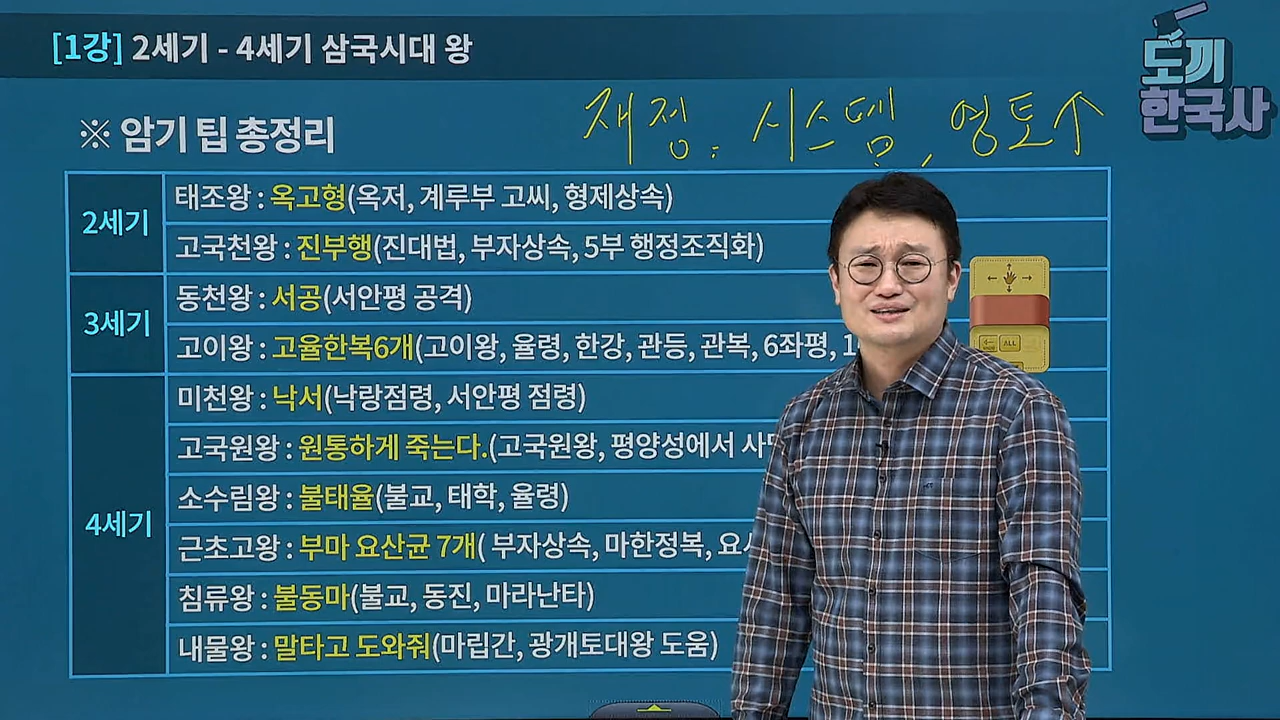 [1강] 2세기 - 4세기 삼국시대 왕
도끼
한국사
※ 암기 팁 총정리
재정. 시스템, 영토↑
2세기
태조왕 : 옥고형(옥저, 계루부 고씨, 형제상속)
고국천왕 : 진부행(진대법, 부자상속, 5부 행정조직화)
3세기
동천왕 : 서공(서안평 공격)
고이왕 : 고율한복6개(고이왕, 율령, 한강, 관등, 관복, 6좌평, 1
4세기
미천왕 : 낙서(낙랑점령, 서안평 점령)
고국원왕 : 원통하게 죽는다.(고국원왕, 평양성에서
소수림왕 : 불태율(불교, 태학, 율령)
근초고왕 : 부마 요산균 7개( 부자상속, 마한정복,
침류왕 : 불동마(불교, 동진, 마라난타)
내물왕 : 말타고 도와줘(마립간, 광개토대왕 도움)
ALL